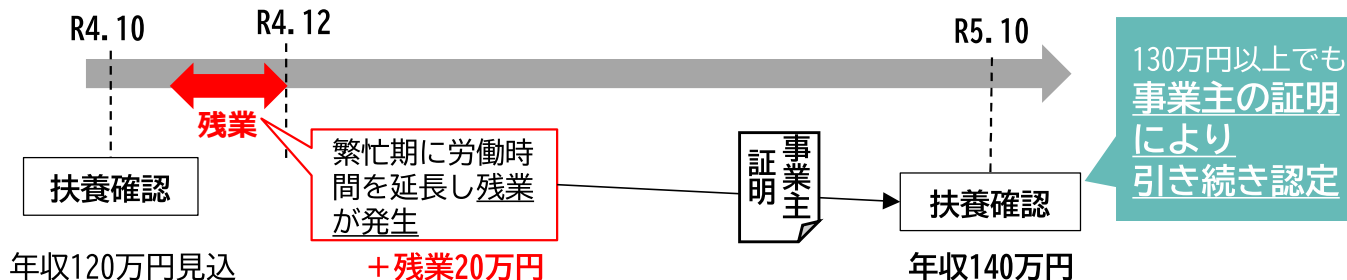 R4.10
R4.12
R5.10
残業
扶養確認
年収120万円見込
繁忙期に労働時
間を延長し残業
が発生
＋残業20万円
事業主
証明
扶養確認
年収140万円
130万円以上でも
事業主の証明
により
引き続き認定